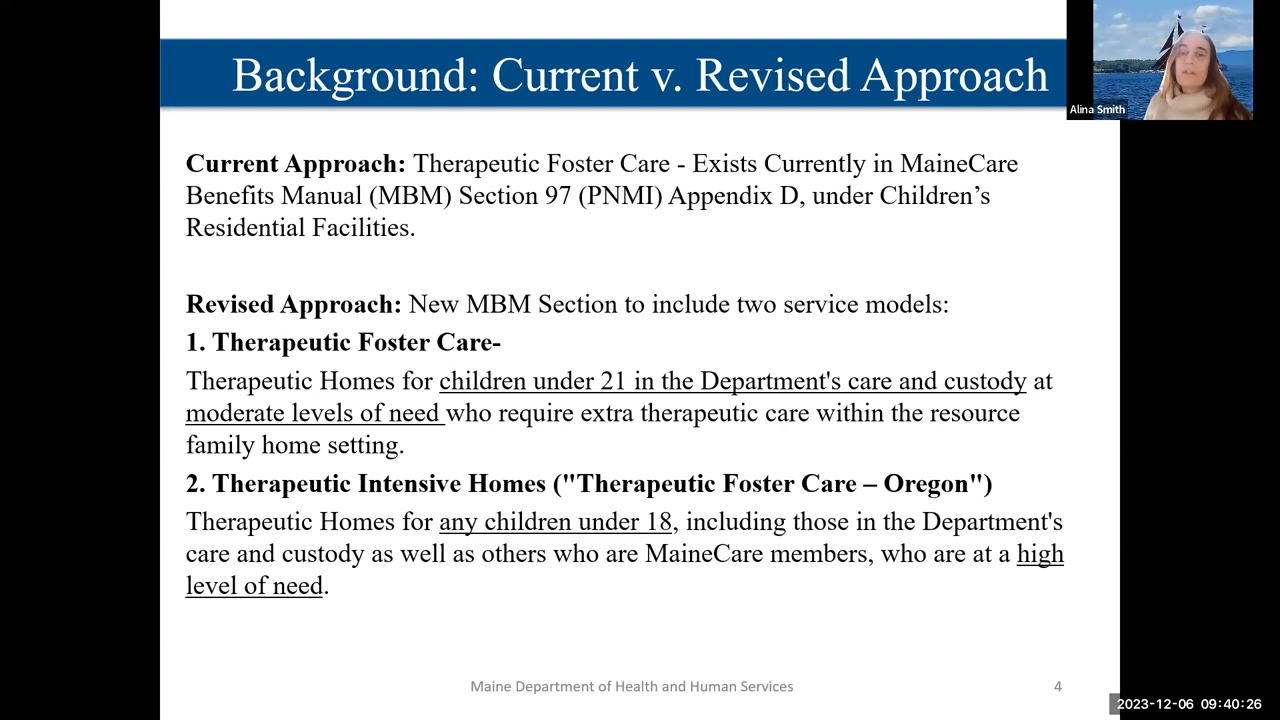 Background: Current v. Revised Approach
Alina Smith
Current Approach: Therapeutic Foster Care - Exists Currently in MaineCare
Benefits Manual (MBM) Section 97 (PNMI) Appendix D, under Children’s
Residential Facilities.
Revised Approach: New MBM Section to include two service models:
1. Therapeutic Foster Care-
Therapeutic Homes for children under 21 in the Department's care and custody at
moderate levels of need who require extra therapeutic care within the resource
family home setting.
2. Therapeutic Intensive Homes ("Therapeutic Foster Care – Oregon")
Therapeutic Homes for any children under 18, including those in the Department's
care and custody as well as others who are MaineCare members, who are at a high
level of need.
Maine Department of Health and Human Services
4
2023-12-06 09:40:26